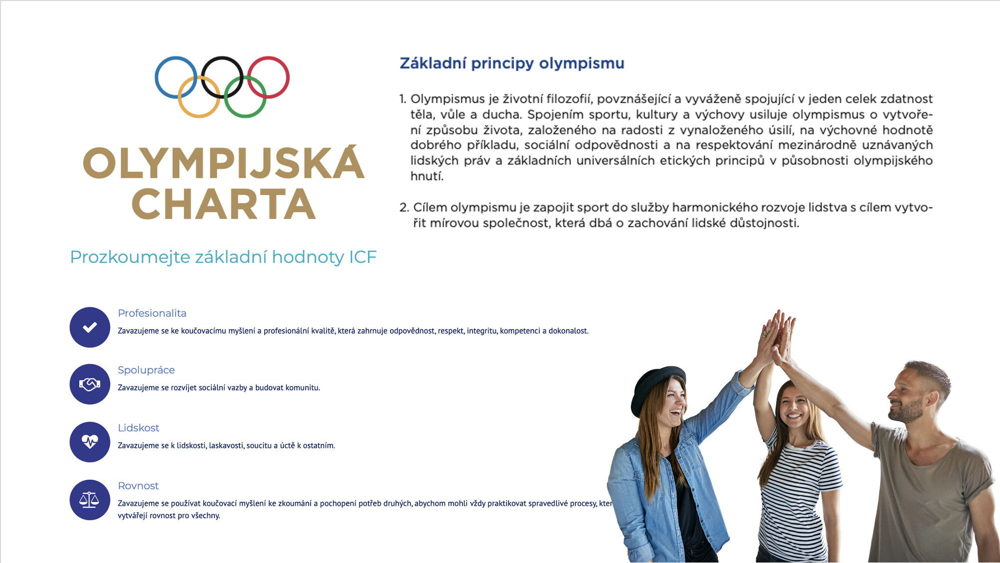 OLYMPIJSKÁ
CHARTA
Základní principy olympismu
1. Olympismus je životní filozofií, povznášející a vyváženě spojující v jeden celek zdatnost
těla, vůle a ducha. Spojením sportu, kultury a výchovy usiluje olympismus o vytvoře-
ní způsobu života, založeného na radosti z vynaloženého úsilí, na výchovné hodnotě
dobrého příkladu, sociální odpovědnosti a na respektování mezinárodně uznávaných
lidských práv a základních universálních etických principů v působnosti olympijského
hnutí.
2. Cílem olympismu je zapojit sport do služby harmonického rozvoje lidstva s cílem vytvo-
řit mírovou společnost, která dbá o zachování lidské důstojnosti.
Prozkoumejte základní hodnoty ICF
Profesionalita
Zavazujeme se ke koučovacímu myšlení a profesionální kvalitě, která zahrnuje odpovědnost, respekt, integritu, kompetenci a dokonalost.
Spolupráce
Zavazujeme se rozvíjet sociální vazby a budovat komunitu.
Lidskost
Zavazujeme se k lidskosti, laskavosti, soucitu a úctě k ostatním.
Rovnost
Zavazujeme se používat koučovací myšlení ke zkoumání a pochopení potřeb druhých, abychom mohli vždy praktikovat spravedlivé procesy,
vytvářejí rovnost pro všechny.